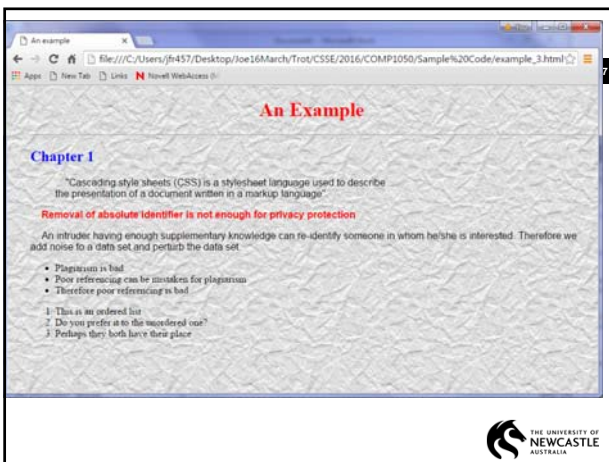 An example
file:///C:/Users/jfr457/Desktop/Joe16March/Trot/CSSE/2016/COMP1050/Sample%20Code/example_3.html
Apps New Tab Links Novell WebAccess
7
An Example
Chapter 1
"Cascading style sheets (CSS) is a stylesheet language used to describe
the presentation of a document written in a markup language".
Removal of absolute identifier is not enough for privacy protection
An intruder having enough supplementary knowledge can re-identify someone in whom he/she is interested. Therefore we
add noise to a data set and perturb the data set
• Plagiarism is bad
• Poor referencing can be mistaken for plagiarism
• Therefore poor referencing is bad
1. This is an ordered list
2. Do you prefer it to the unordered one?
3. Perhaps they both have their place
THE UNIVERSITY OF
NEWCASTLE
AUSTRALIA